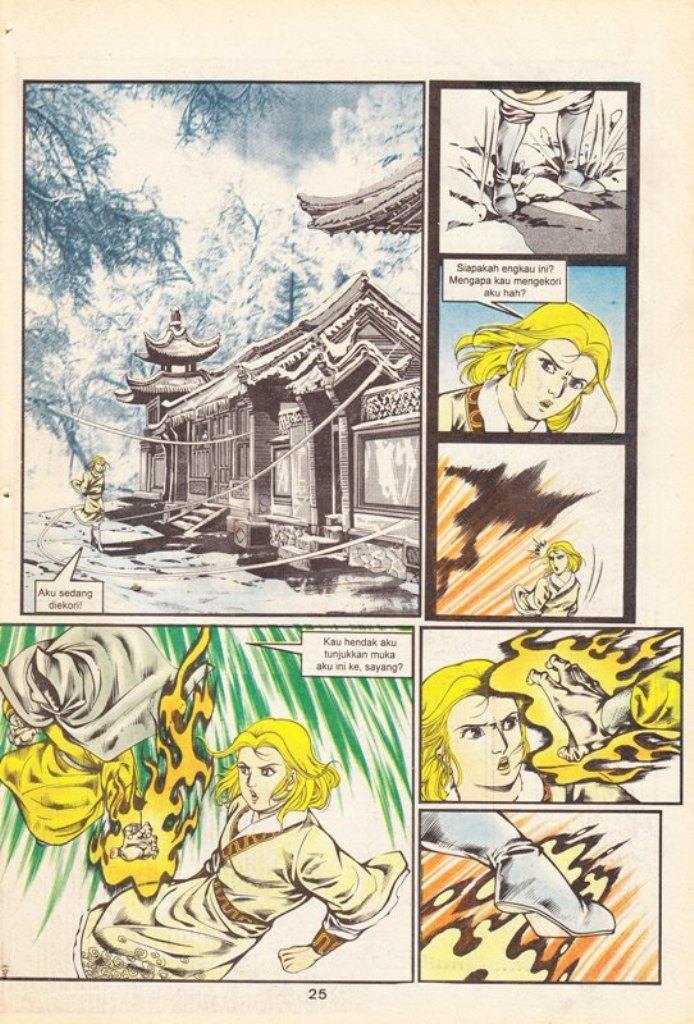 Aku sedang
diekori!
Siapakah engkau ini?
Mengapa kau mengekori
aku hah?
Kau hendak aku
tunjukkan muka
aku ini ke, sayang?
25